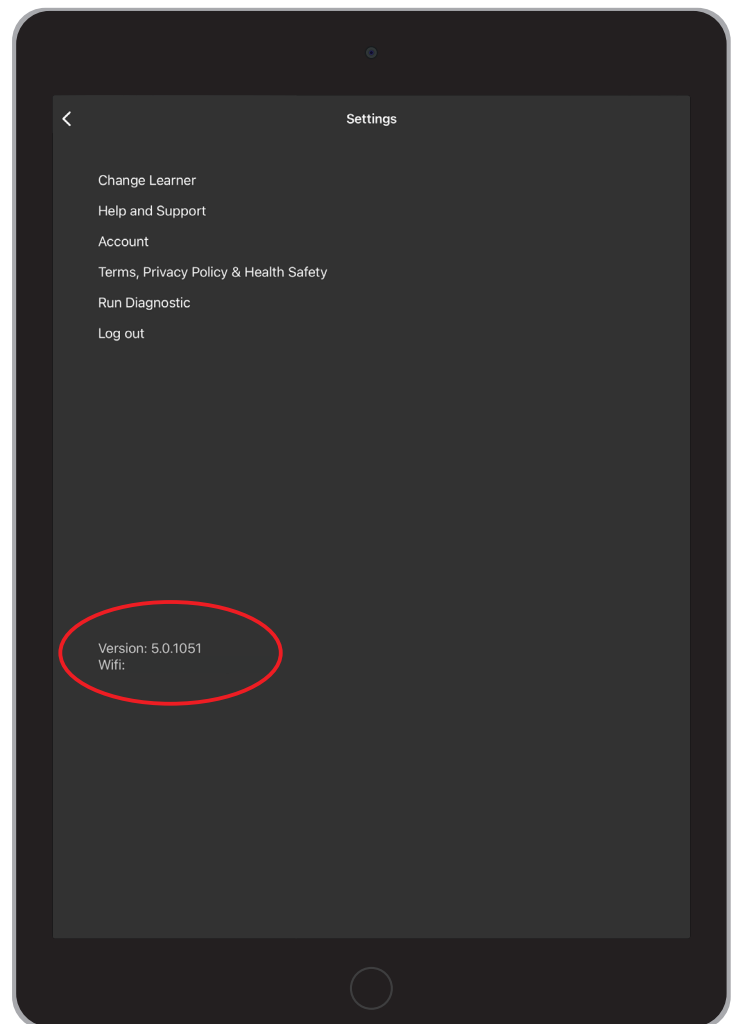 Settings
Change Learner
Help and Support
Account
Terms, Privacy Policy & Health Safety
Run Diagnostic
Log out
Version: 5.0.1051
Wifi: